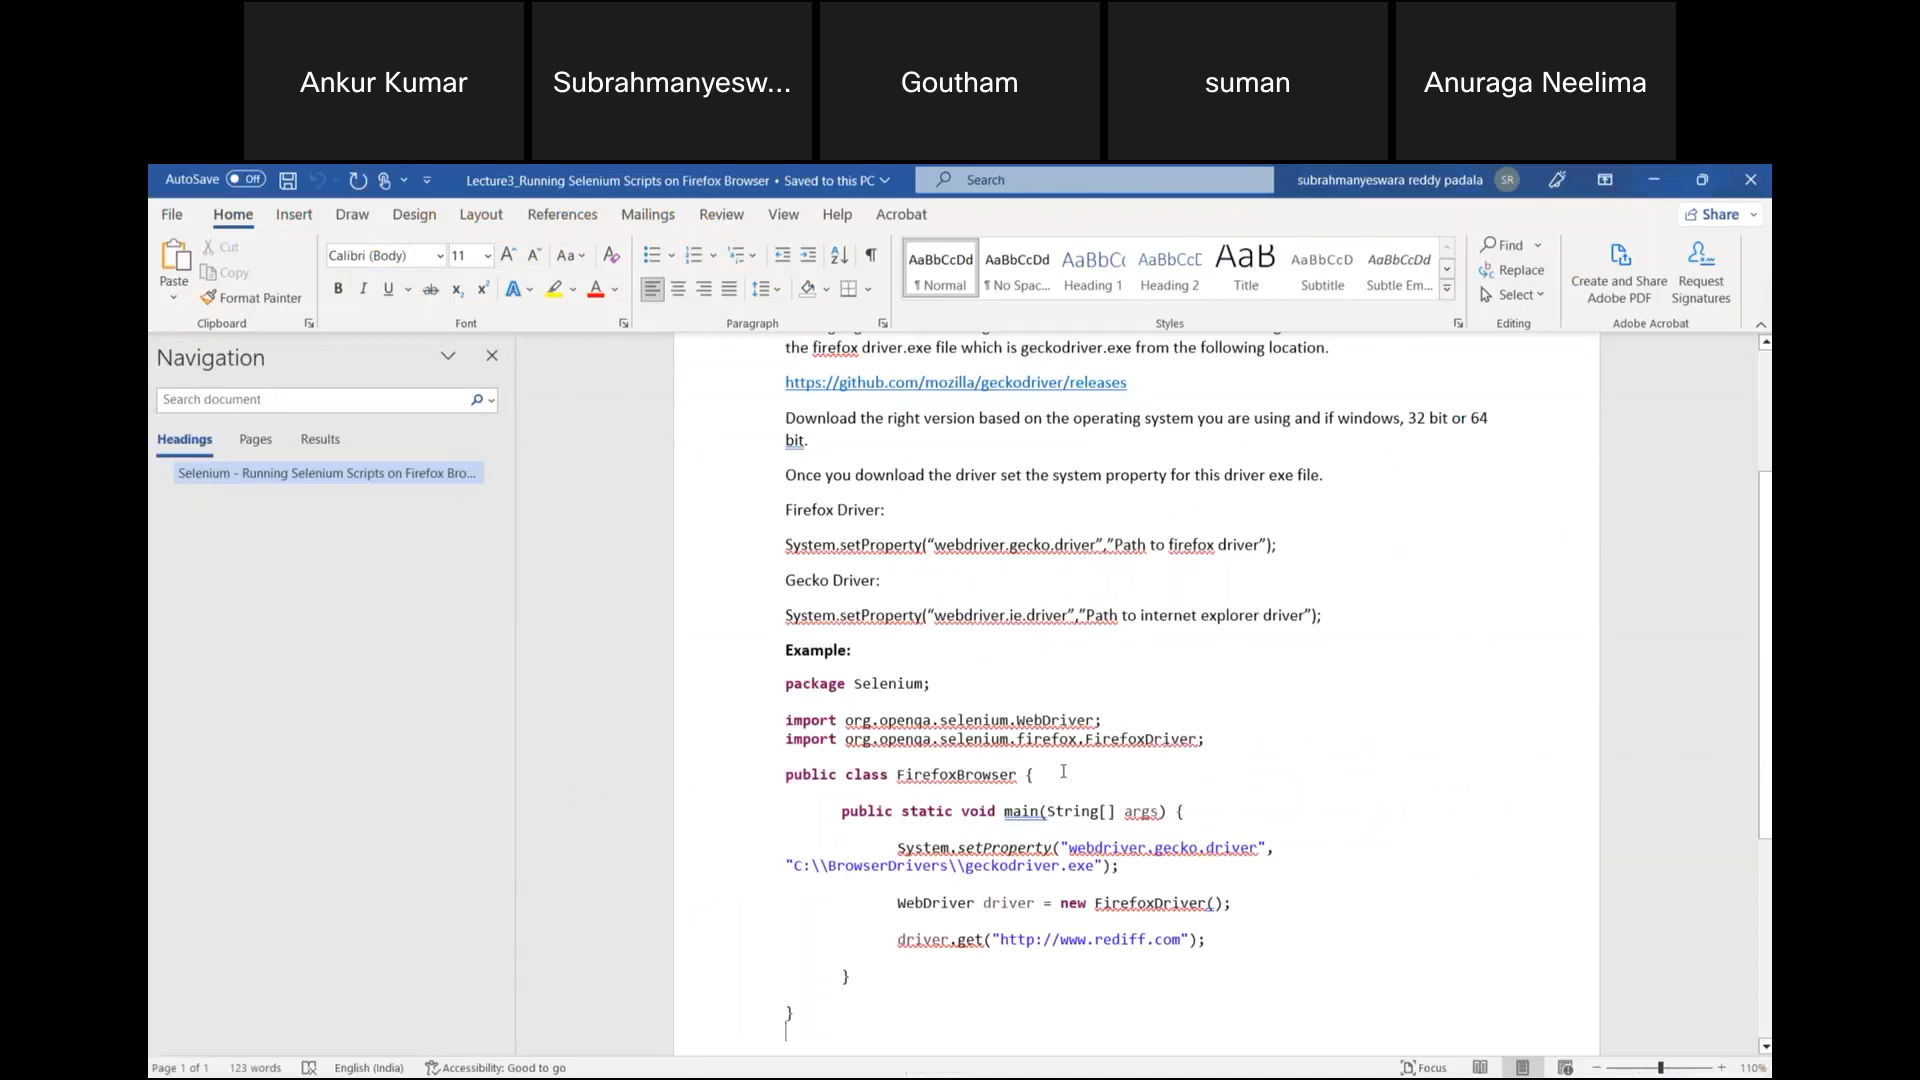 Ankur Kumar
Subrahmanyesw...
Goutham
suman
Anuraga Neelima
AutoSave Off
Lecture3_Running Selenium Scripts on Firefox Browser • Saved to this PC
Search
subrahmanyeswara reddy padala SR
File Home Insert Draw Design Layout References Mailings Review View Help Acrobat
Share
Paste
Cut
Copy
Format Painter
Clipboard
Calibri (Body) 11
Font
Paragraph
AaBbCcDd AaBbCcDd AaBbCc AaBbCcD AaB AaBbCcD AaBbCcDd
¶ Normal ¶ No Spac... Heading 1 Heading 2 Title Subtitle Subtle Em...
Styles
Find
Replace
Select
Editing
Create and Share
Adobe PDF
Request
Signatures
Adobe Acrobat
Navigation
Search document
Headings Pages Results
Selenium - Running Selenium Scripts on Firefox Bro...
the firefox driver.exe file which is geckodriver.exe from the following location.
https://github.com/mozilla/geckodriver/releases
Download the right version based on the operating system you are using and if windows, 32 bit or 64
bit.
Once you download the driver set the system property for this driver exe file.
Firefox Driver:
System.setProperty(“webdriver.gecko.driver”,”Path to firefox driver”);
Gecko Driver:
System.setProperty(“webdriver.ie.driver”,”Path to internet explorer driver”);
Example:
package Selenium;
import org.openqa.selenium.WebDriver;
import org.openqa.selenium.firefox.FirefoxDriver;
public class FirefoxBrowser {
public static void main(String[] args) {
System.setProperty("webdriver.gecko.driver",
"C:\\BrowserDrivers\\geckodriver.exe");
WebDriver driver = new FirefoxDriver();
driver.get("http://www.rediff.com");
}
}
Page 1 of 1 123 words English (India) Accessibility: Good to go
Focus
110%